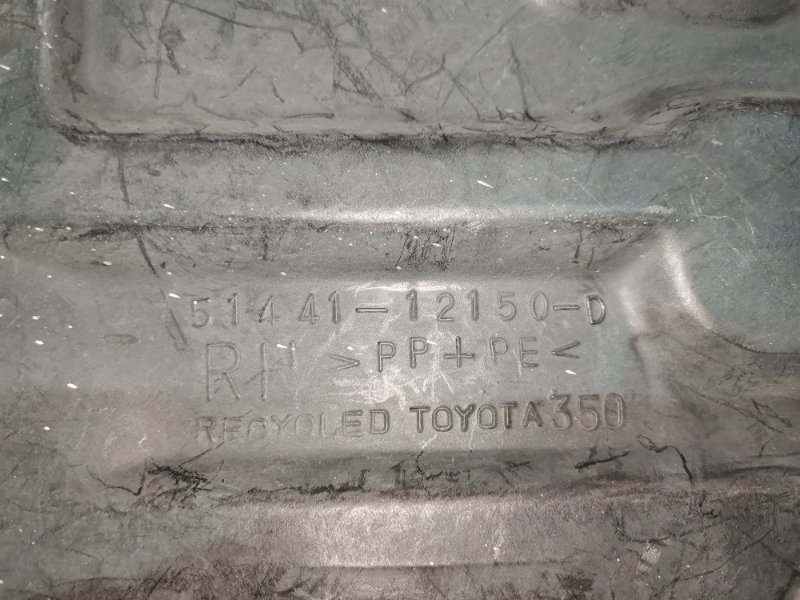 51441-12150-D
RH >PP+PE<
RECYCLED TOYOTA 350